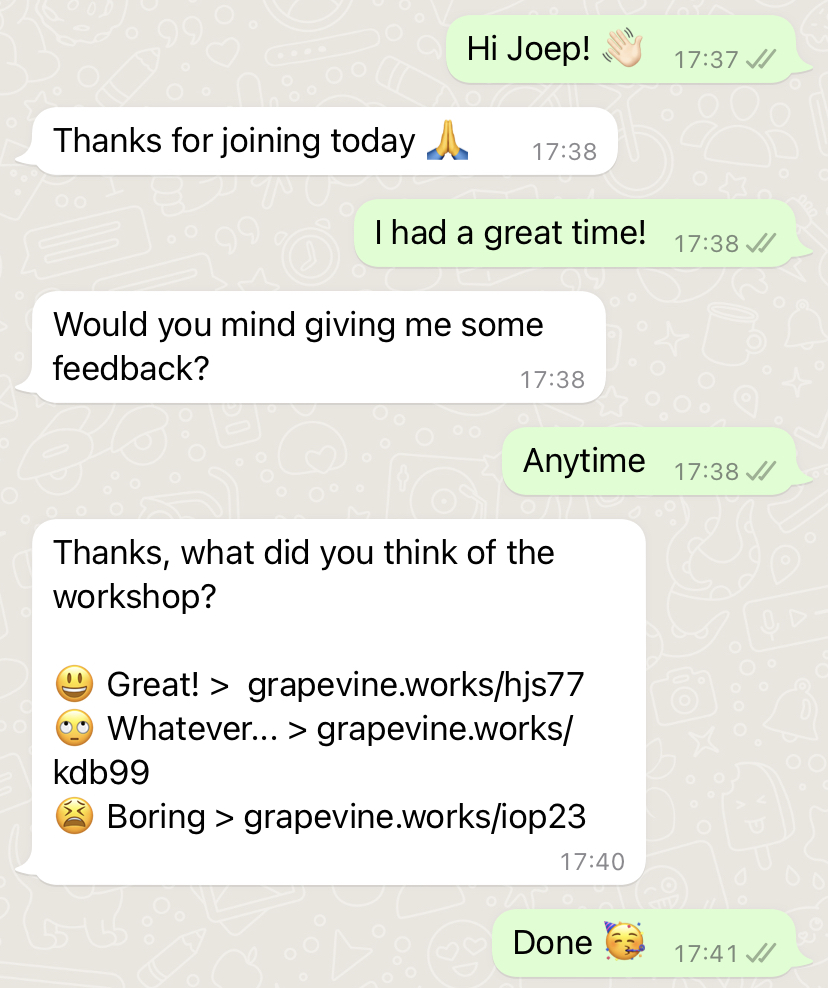 Hi Joep! 👋🏻 17:37
Thanks for joining today 🙏 17:38
I had a great time! 17:38
Would you mind giving me some
feedback? 17:38
Anytime 17:38
Thanks, what did you think of the
workshop?
😃 Great! > grapevine.works/hjs77
🙄 Whatever... > grapevine.works/
kdb99
😫 Boring > grapevine.works/iop23
17:40
Done 🥳 17:41